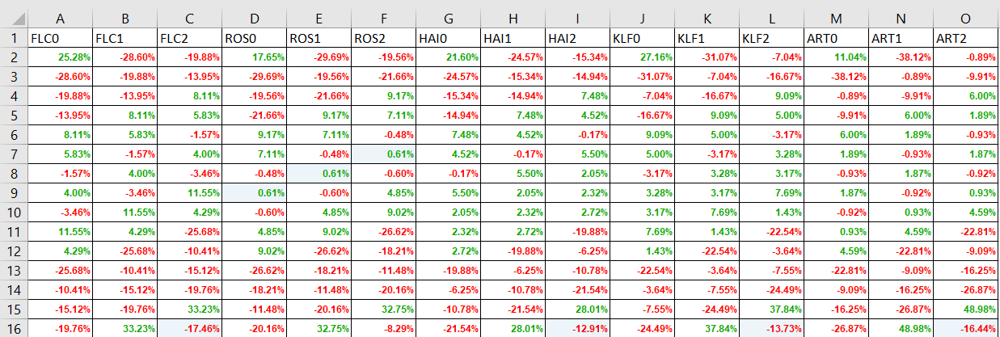 A B C D E F G H I J K L M N O
1 FLC0 FLC1 FLC2 ROS0 ROS1 ROS2 HAI0 HAI1 HAI2 KLF0 KLF1 KLF2 ART0 ART1 ART2
2 25.28% -28.60% -19.88% 17.65% -29.69% -19.56% 21.60% -24.57% -15.34% 27.16% -31.07% -7.04% 11.04% -38.12% -0.89%
3 -28.60% -19.88% -13.95% -29.69% -19.56% -21.66% -24.57% -15.34% -14.94% -31.07% -7.04% -16.67% -38.12% -0.89% -9.91%
4 -19.88% -13.95% 8.11% -19.56% -21.66% 9.17% -15.34% -14.94% 7.48% -7.04% -16.67% 9.09% -0.89% -9.91% 6.00%
5 -13.95% 8.11% 5.83% -21.66% 9.17% 7.11% -14.94% 7.48% 4.52% -16.67% 9.09% 5.00% -9.91% 6.00% 1.89%
6 8.11% 5.83% -1.57% 9.17% 7.11% -0.48% 7.48% 4.52% -0.17% 9.09% 5.00% -3.17% 6.00% 1.89% -0.93%
7 5.83% -1.57% 4.00% 7.11% -0.48% 0.61% 4.52% -0.17% 5.50% 5.00% -3.17% 3.28% 1.89% -0.93% 1.87%
8 -1.57% 4.00% -3.46% -0.48% 0.61% -0.60% -0.17% 5.50% 2.05% -3.17% 3.28% 3.17% -0.93% 1.87% -0.92%
9 4.00% -3.46% 11.55% 0.61% -0.60% 4.85% 5.50% 2.05% 2.32% 3.28% 3.17% 7.69% 1.87% -0.92% 0.93%
10 -3.46% 11.55% 4.29% -0.60% 4.85% 9.02% 2.05% 2.32% 2.72% 3.17% 7.69% 1.43% -0.92% 0.93% 4.59%
11 11.55% 4.29% -25.68% 4.85% 9.02% -26.62% 2.32% 2.72% -19.88% 7.69% 1.43% -22.54% 0.93% 4.59% -22.81%
12 4.29% -25.68% -10.41% 9.02% -26.62% -18.21% 2.72% -19.88% -6.25% 1.43% -22.54% -3.64% 4.59% -22.81% -9.09%
13 -25.68% -10.41% -15.12% -26.62% -18.21% -11.48% -19.88% -6.25% -10.78% -22.54% -3.64% -7.55% -22.81% -9.09% -16.25%
14 -10.41% -15.12% -19.76% -18.21% -11.48% -20.16% -6.25% -10.78% -21.54% -3.64% -7.55% -24.49% -9.09% -16.25% -26.87%
15 -15.12% -19.76% 33.23% -11.48% -20.16% 32.75% -10.78% -21.54% 28.01% -7.55% -24.49% 37.84% -16.25% -26.87% 48.98%
16 -19.76% 33.23% -17.46% -20.16% 32.75% -8.29% -21.54% 28.01% -12.91% -24.49% 37.84% -13.73% -26.87% 48.98% -16.44%